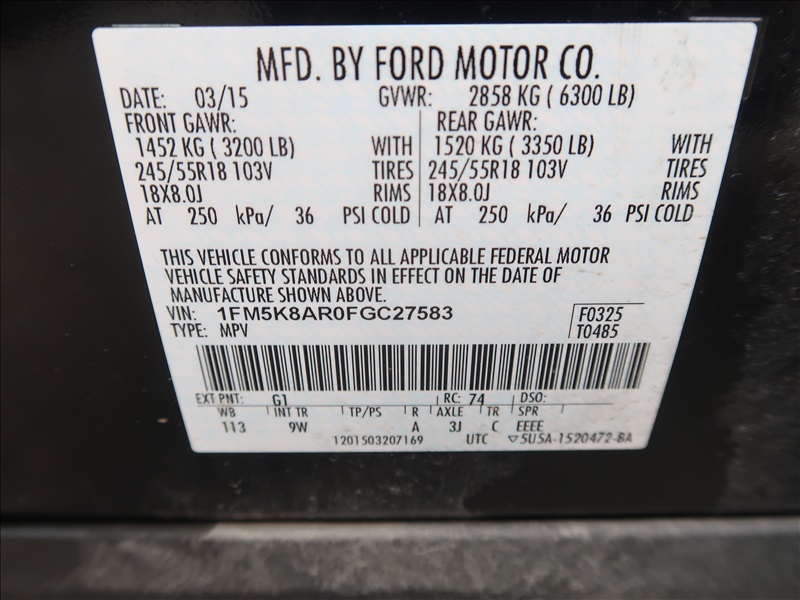 MFD. BY FORD MOTOR CO.
DATE: 03/15 GVWR: 2858 KG ( 6300 LB)
FRONT GAWR: REAR GAWR:
1452 KG ( 3200 LB) WITH 1520 KG ( 3350 LB) WITH
245/55R18 103V TIRES 245/55R18 103V TIRES
18X8.0J RIMS 18X8.0J RIMS
AT 250 kPa/ 36 PSI COLD AT 250 kPa/ 36 PSI COLD
THIS VEHICLE CONFORMS TO ALL APPLICABLE FEDERAL MOTOR
VEHICLE SAFETY STANDARDS IN EFFECT ON THE DATE OF
MANUFACTURE SHOWN ABOVE.
VIN: 1FM5K8AR0FGC27583 F0325
TYPE: MPV T0485
EXT PNT: G1 RC: 74 DSO:
WB INT TR TP/PS R AXLE TR SPR
113 9W A 3J C EEEE
1201503207169 UTC ▽5U5A-1520472-BA